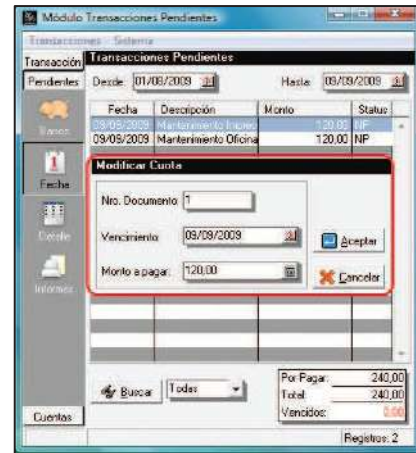 Módulo Transacciones Pendientes
Transacciones Sistema
Transacción
Transacciones Pendientes
Pendientes
Desde 01/08/2009
Hasta 09/09/2009
Fecha Descripción Monto Status
09/09/2009 120,00 NP
09/09/2009 Mantenimiento Oficina 120,00 NP
Bancos
Modificar Cuota
1
Fecha
Nro. Documento 1
Vencimiento 09/09/2009
Aceptar
Detalle
Monto a pagar: 120,00
Cancelar
Informes
Buscar Todas
Por Pagar: 240,00
Total: 240,00
Vencidos: 0,00
Cuentas
Registros: 2